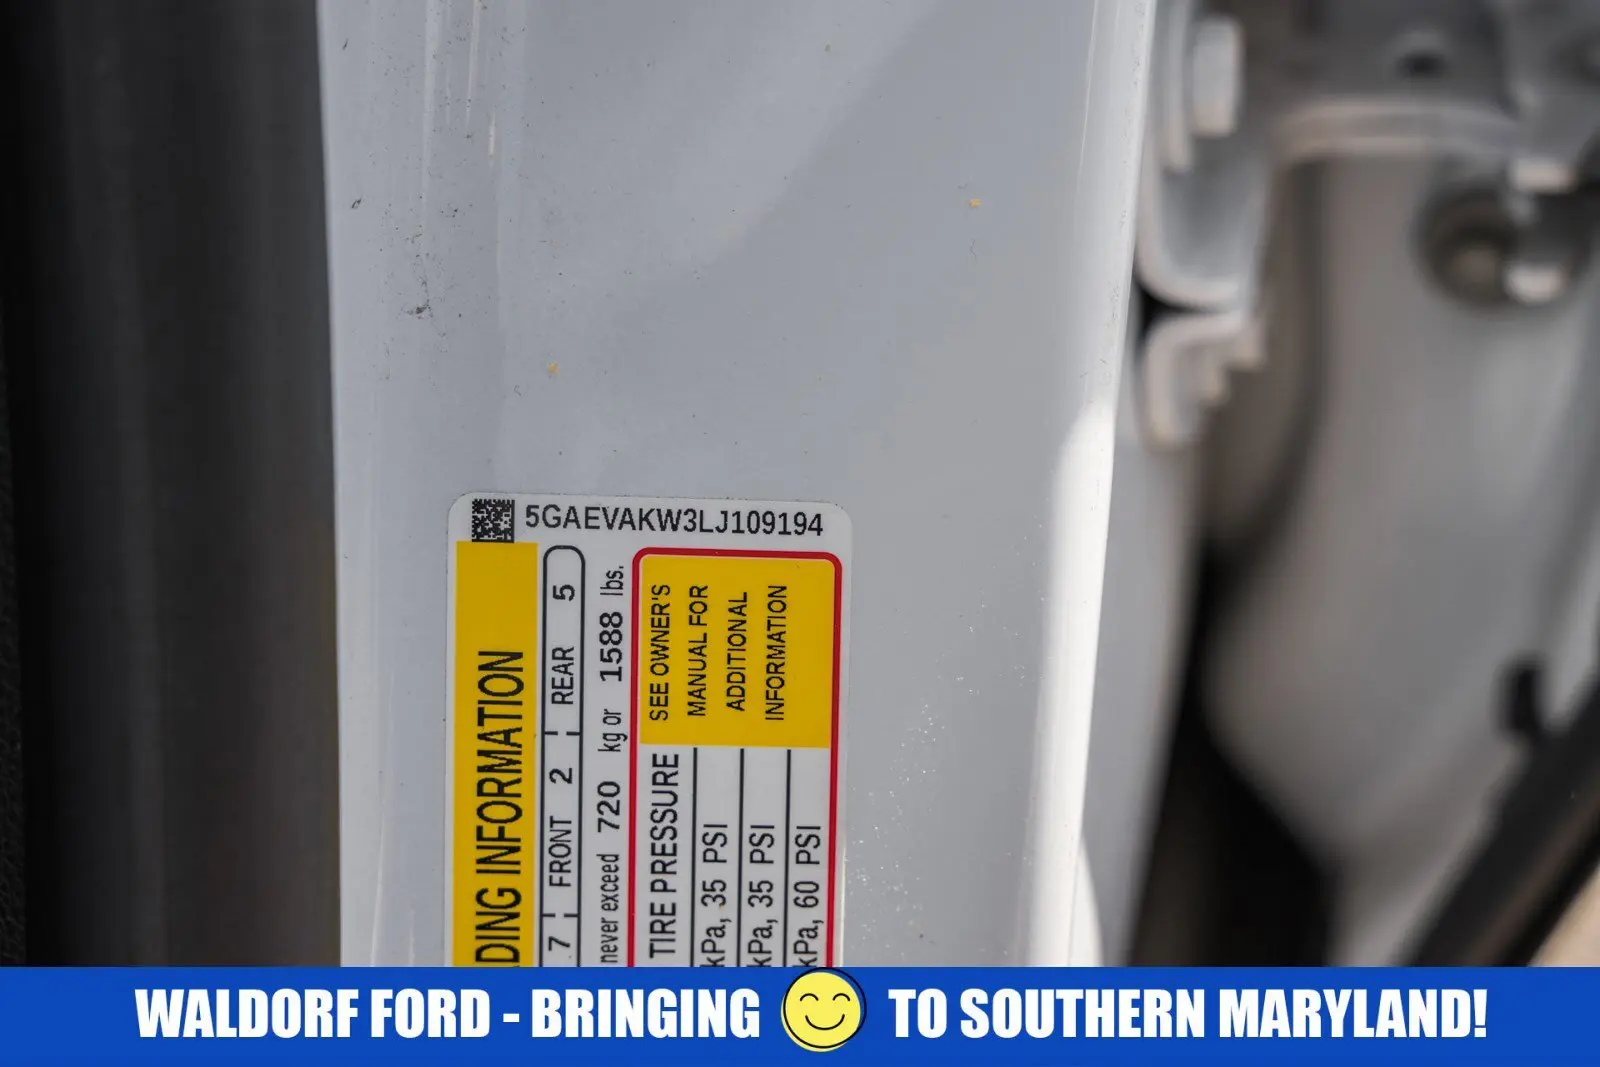 5GAEVAKW3LJ109194
DING INFORMATION
7 FRONT 2 REAR 5
never exceed 720 kg or 1588 lbs.
TIRE PRESSURE
kPa, 35 PSI
kPa, 35 PSI
kPa, 60 PSI
SEE OWNER'S
MANUAL FOR
ADDITIONAL
INFORMATION
WALDORF FORD - BRINGING TO SOUTHERN MARYLAND!